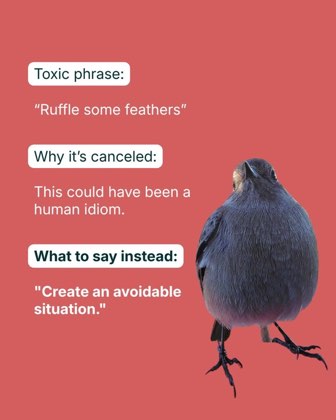 Toxic phrase:
“Ruffle some feathers”
Why it’s canceled:
This could have been a
human idiom.
What to say instead:
"Create an avoidable
situation."